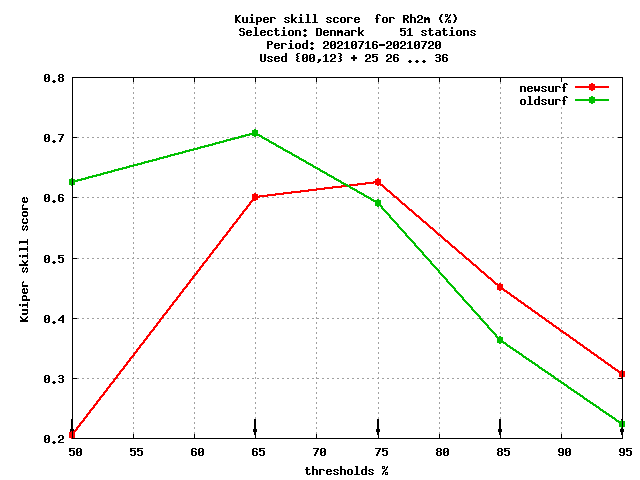 Kuiper skill score  for Rh2m (%)
Selection: Denmark     51 stations
Period: 20210716-20210720
Used {00,12} + 25 26 ... 36
newsurf
oldsurf
Kuiper skill score
0.8
0.7
0.6
0.5
0.4
0.3
0.2
50 55 60 65 70 75 80 85 90 95
thresholds %